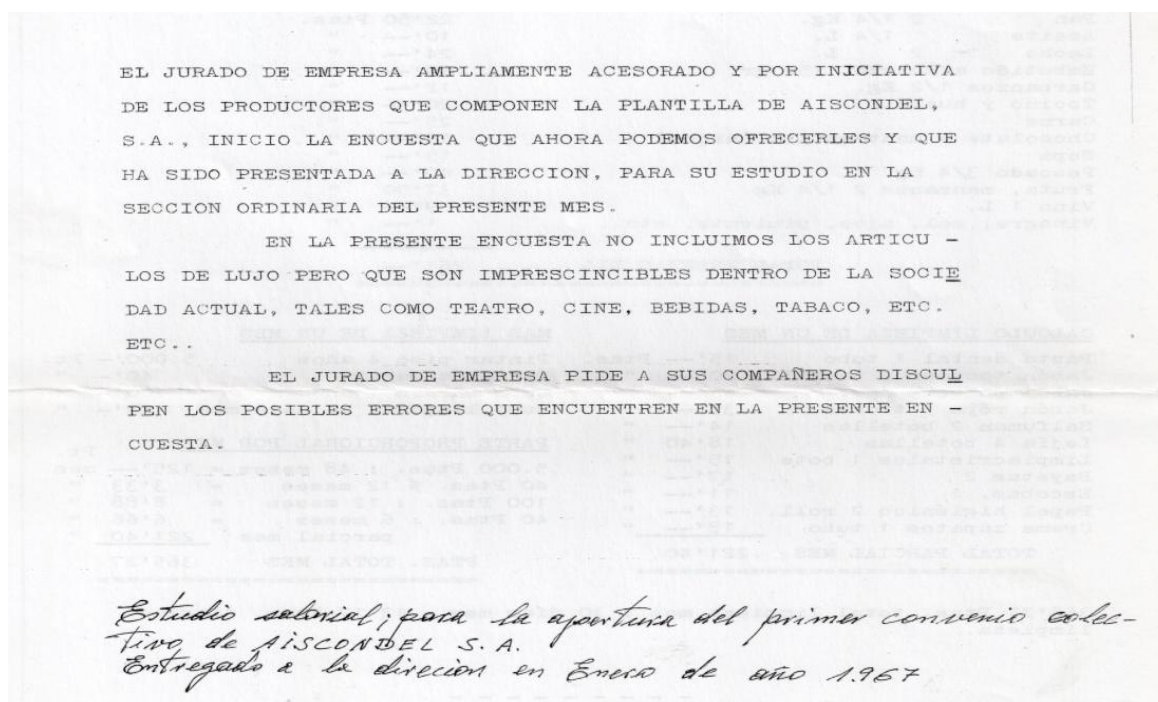 EL JURADO DE EMPRESA AMPLIAMENTE ACESORADO Y POR INICIATIVA
DE LOS PRODUCTORES QUE COMPONEN LA PLANTILLA DE AISCONDEL,
S.A., INICIO LA ENCUESTA QUE AHORA PODEMOS OFRECERLES Y QUE
HA SIDO PRESENTADA A LA DIRECCION, PARA SU ESTUDIO EN LA
SECCION ORDINARIA DEL PRESENTE MES.
EN LA PRESENTE ENCUESTA NO INCLUIMOS LOS ARTICU -
LOS DE LUJO PERO QUE SON IMPRESCINCIBLES DENTRO DE LA SOCIE
DAD ACTUAL, TALES COMO TEATRO, CINE, BEBIDAS, TABACO, ETC.
ETC..
EL JURADO DE EMPRESA PIDE A SUS COMPAÑEROS DISCUL
PEN LOS POSIBLES ERRORES QUE ENCUENTREN EN LA PRESENTE EN -
CUESTA.
Estudio salarial; para la apertura del primer convenio colec-
tivo, de AISCONDEL S.A.
Entregado a la direcion en Enero de año 1.967